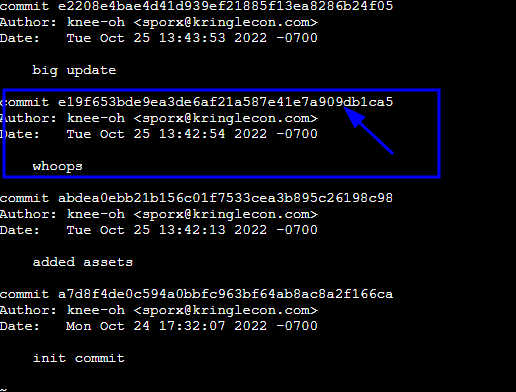 commit e2208e4bae4d41d939ef21885f13ea8286b24f05
Author: knee-oh <sporx@kringlecon.com>
Date:   Tue Oct 25 13:43:53 2022 -0700
big update
commit e19f653bde9ea3de6af21a587e41e7a909db1ca5
Author: knee-oh <sporx@kringlecon.com>
Date:   Tue Oct 25 13:42:54 2022 -0700
whoops
commit abdea0ebb21b156c01f7533cea3b895c26198c98
Author: knee-oh <sporx@kringlecon.com>
Date:   Tue Oct 25 13:42:13 2022 -0700
added assets
commit a7d8f4de0c594a0bbfc963bf64ab8ac8a2f166ca
Author: knee-oh <sporx@kringlecon.com>
Date:   Mon Oct 24 17:32:07 2022 -0700
init commit
~